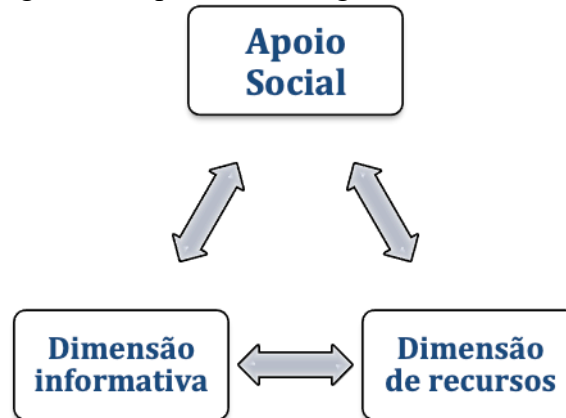 Apoio
Social
Dimensão
informativa
Dimensão
de recursos